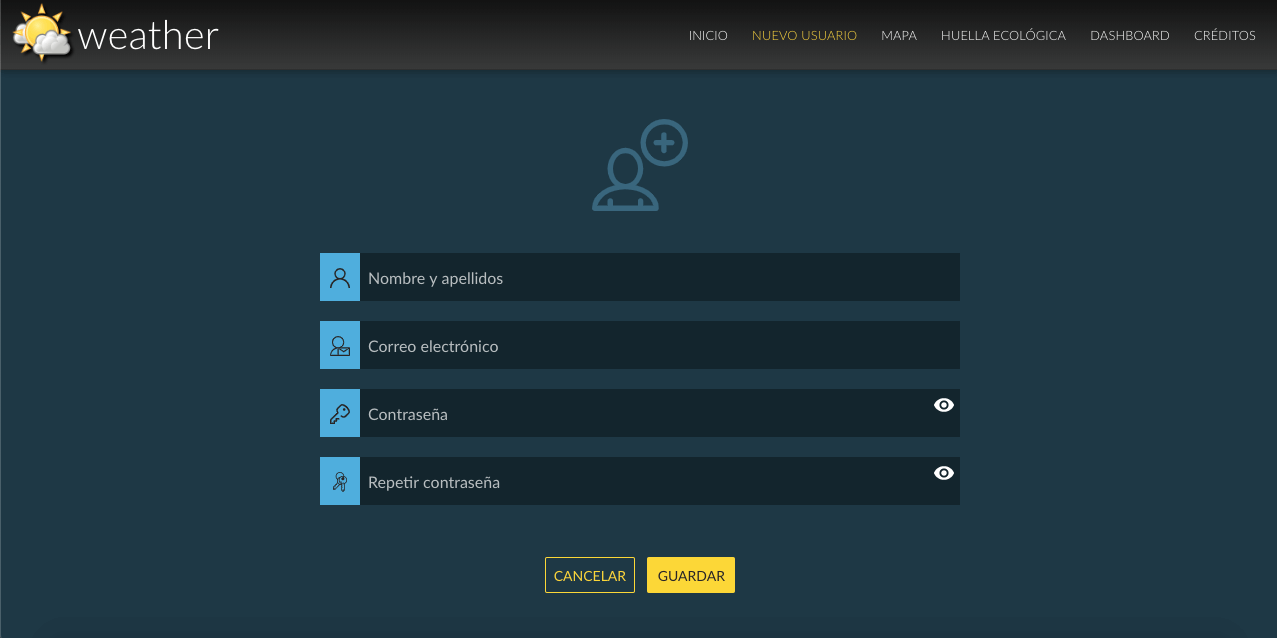 weather
INICIO NUEVO USUARIO MAPA HUELLA ECOLÓGICA DASHBOARD CRÉDITOS
Nombre y apellidos
Correo electrónico
Contraseña
Repetir contraseña
CANCELAR GUARDAR